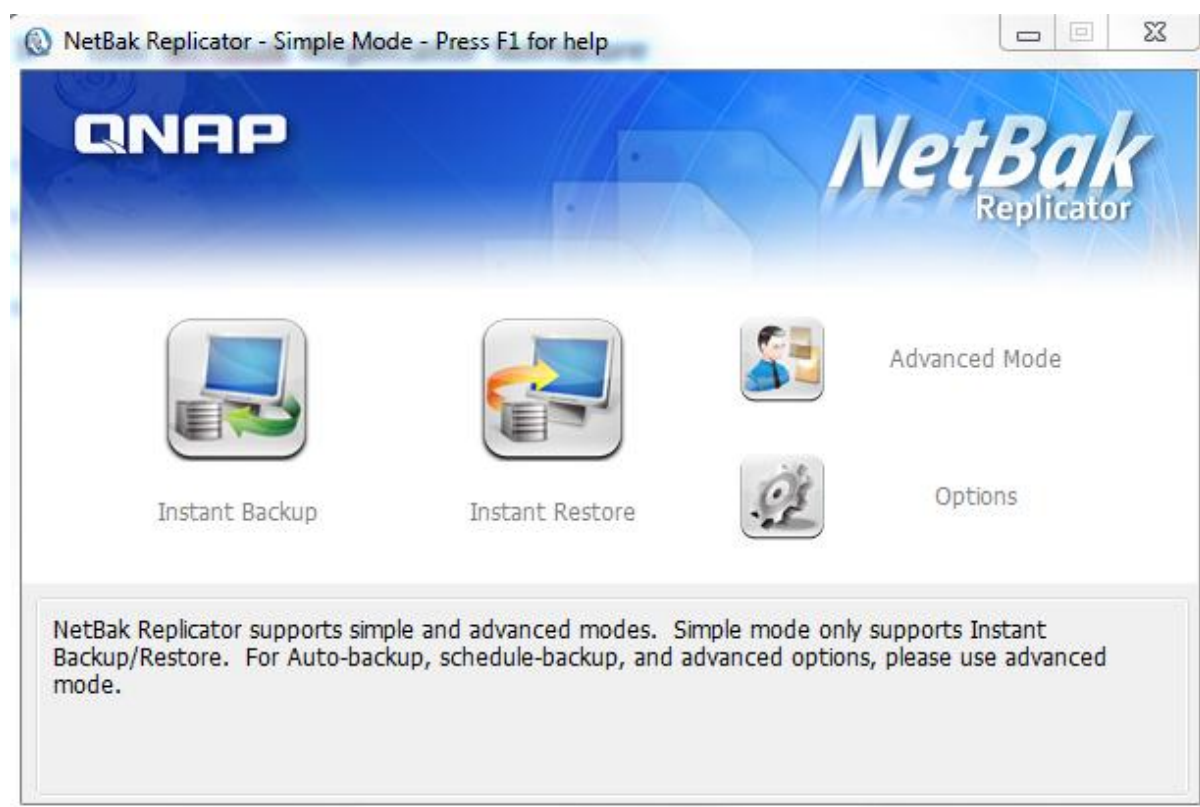 NetBak Replicator - Simple Mode - Press F1 for help
QNAP
NetBak
Replicator
Advanced Mode
Instant Backup
Instant Restore
Options
NetBak Replicator supports simple and advanced modes.  Simple mode only supports Instant
Backup/Restore.  For Auto-backup, schedule-backup, and advanced options, please use advanced
mode.